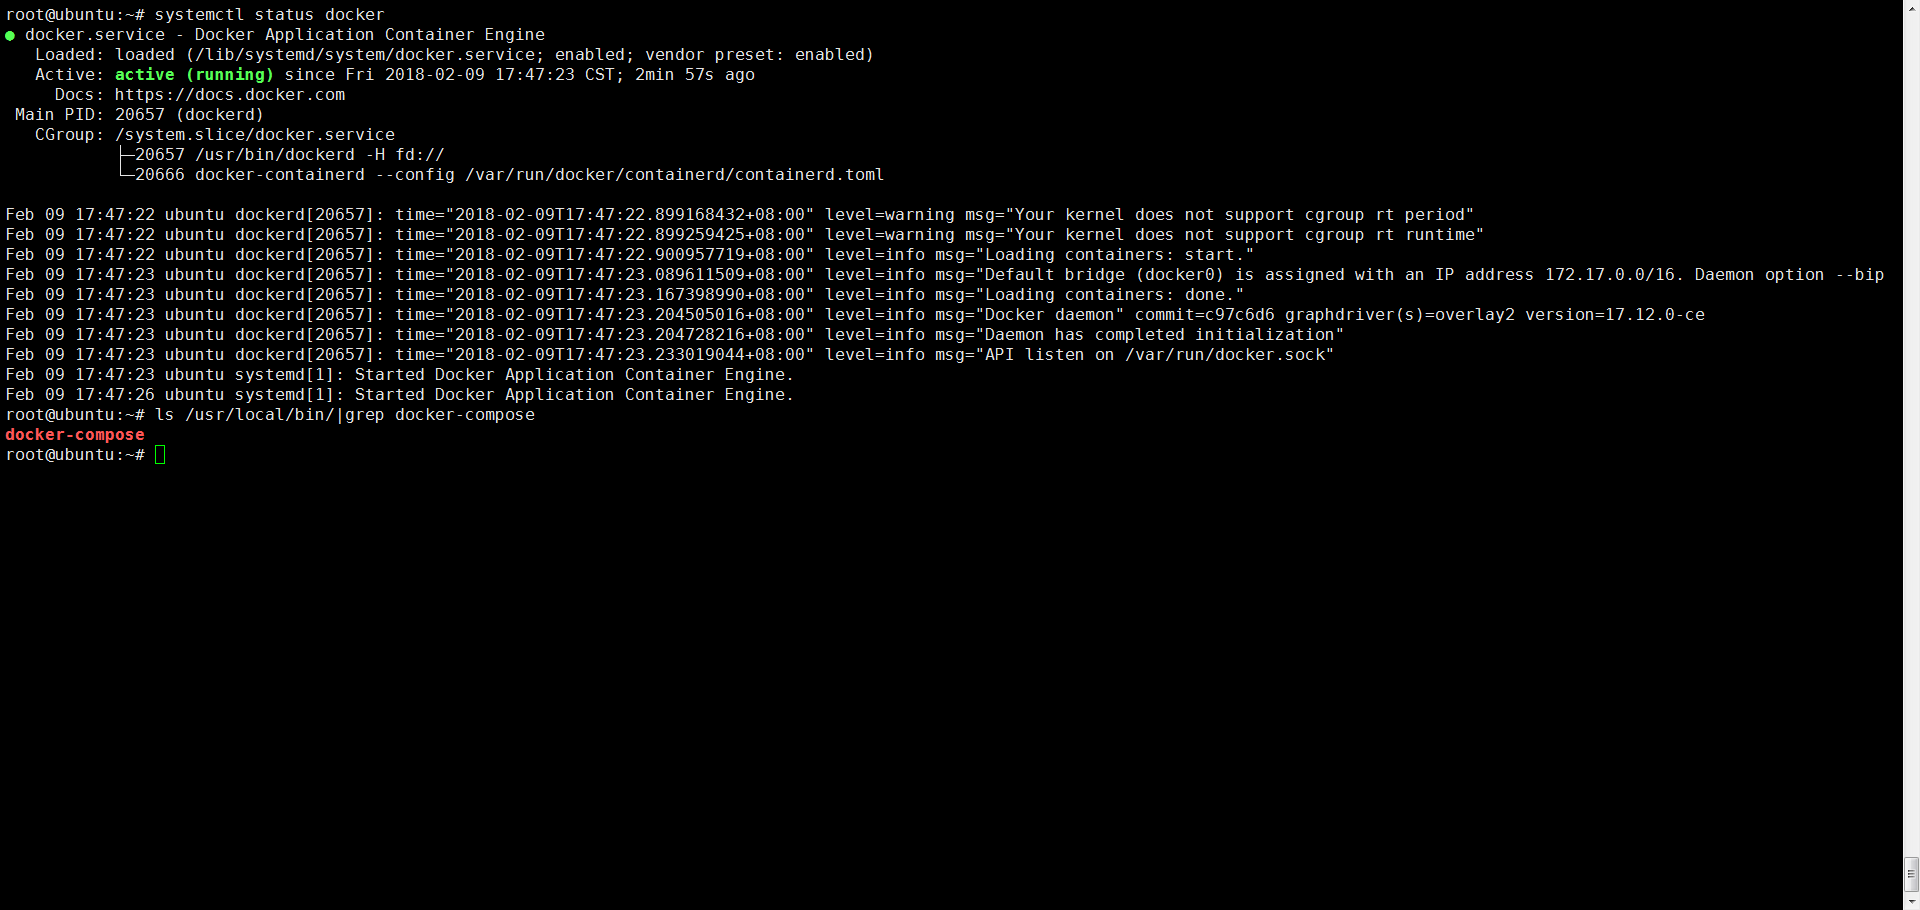 root@ubuntu:~# systemctl status docker
● docker.service - Docker Application Container Engine
   Loaded: loaded (/lib/systemd/system/docker.service; enabled; vendor preset: enabled)
   Active: active (running) since Fri 2018-02-09 17:47:23 CST; 2min 57s ago
     Docs: https://docs.docker.com
 Main PID: 20657 (dockerd)
   CGroup: /system.slice/docker.service
           ├─20657 /usr/bin/dockerd -H fd://
           └─20666 docker-containerd --config /var/run/docker/containerd/containerd.toml
Feb 09 17:47:22 ubuntu dockerd[20657]: time="2018-02-09T17:47:22.899168432+08:00" level=warning msg="Your kernel does not support cgroup rt period"
Feb 09 17:47:22 ubuntu dockerd[20657]: time="2018-02-09T17:47:22.899259425+08:00" level=warning msg="Your kernel does not support cgroup rt runtime"
Feb 09 17:47:22 ubuntu dockerd[20657]: time="2018-02-09T17:47:22.900957719+08:00" level=info msg="Loading containers: start."
Feb 09 17:47:23 ubuntu dockerd[20657]: time="2018-02-09T17:47:23.089611509+08:00" level=info msg="Default bridge (docker0) is assigned with an IP address 172.17.0.0/16. Daemon option --bip
Feb 09 17:47:23 ubuntu dockerd[20657]: time="2018-02-09T17:47:23.167398990+08:00" level=info msg="Loading containers: done."
Feb 09 17:47:23 ubuntu dockerd[20657]: time="2018-02-09T17:47:23.204505016+08:00" level=info msg="Docker daemon" commit=c97c6d6 graphdriver(s)=overlay2 version=17.12.0-ce
Feb 09 17:47:23 ubuntu dockerd[20657]: time="2018-02-09T17:47:23.204728216+08:00" level=info msg="Daemon has completed initialization"
Feb 09 17:47:23 ubuntu dockerd[20657]: time="2018-02-09T17:47:23.233019044+08:00" level=info msg="API listen on /var/run/docker.sock"
Feb 09 17:47:23 ubuntu systemd[1]: Started Docker Application Container Engine.
Feb 09 17:47:26 ubuntu systemd[1]: Started Docker Application Container Engine.
root@ubuntu:~# ls /usr/local/bin/|grep docker-compose
docker-compose
root@ubuntu:~#